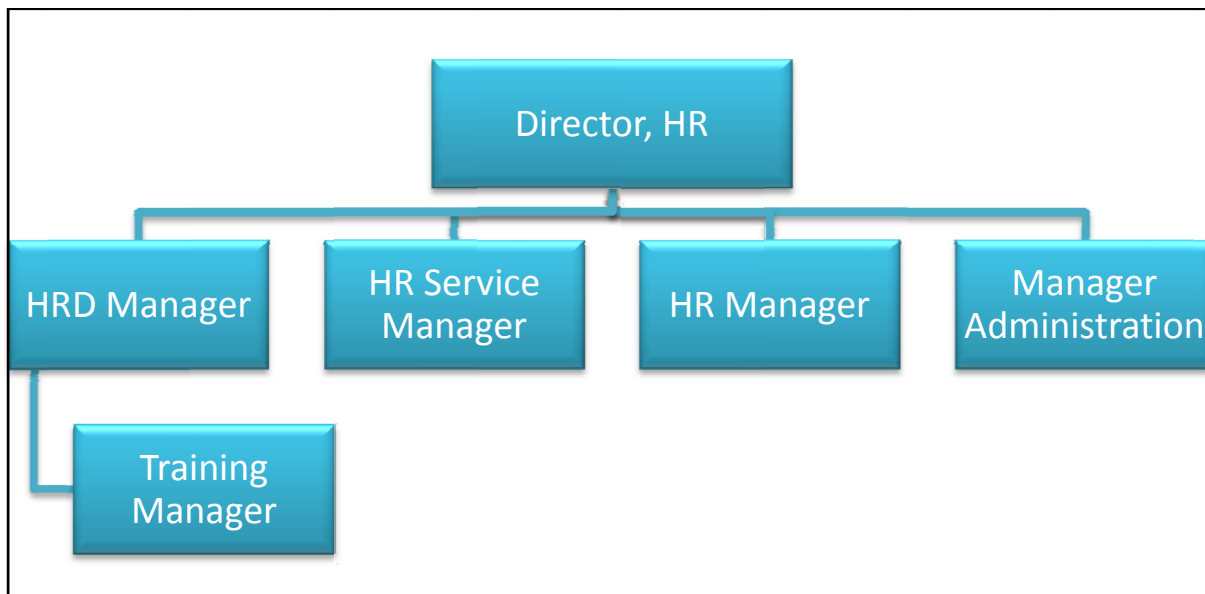 Director, HR
HRD Manager
HR Service
Manager
HR Manager
Manager
Administration
Training
Manager